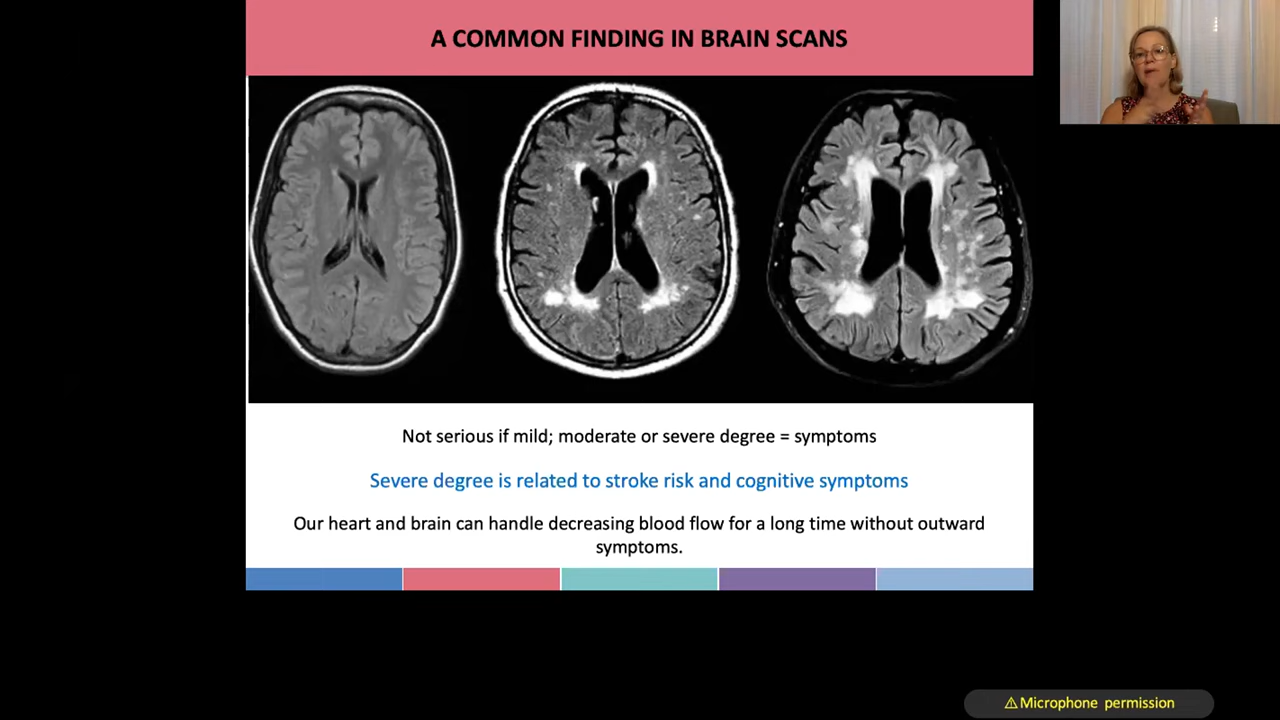 A COMMON FINDING IN BRAIN SCANS
Not serious if mild; moderate or severe degree = symptoms
Severe degree is related to stroke risk and cognitive symptoms
Our heart and brain can handle decreasing blood flow for a long time without outward
symptoms.
⚠Microphone permission